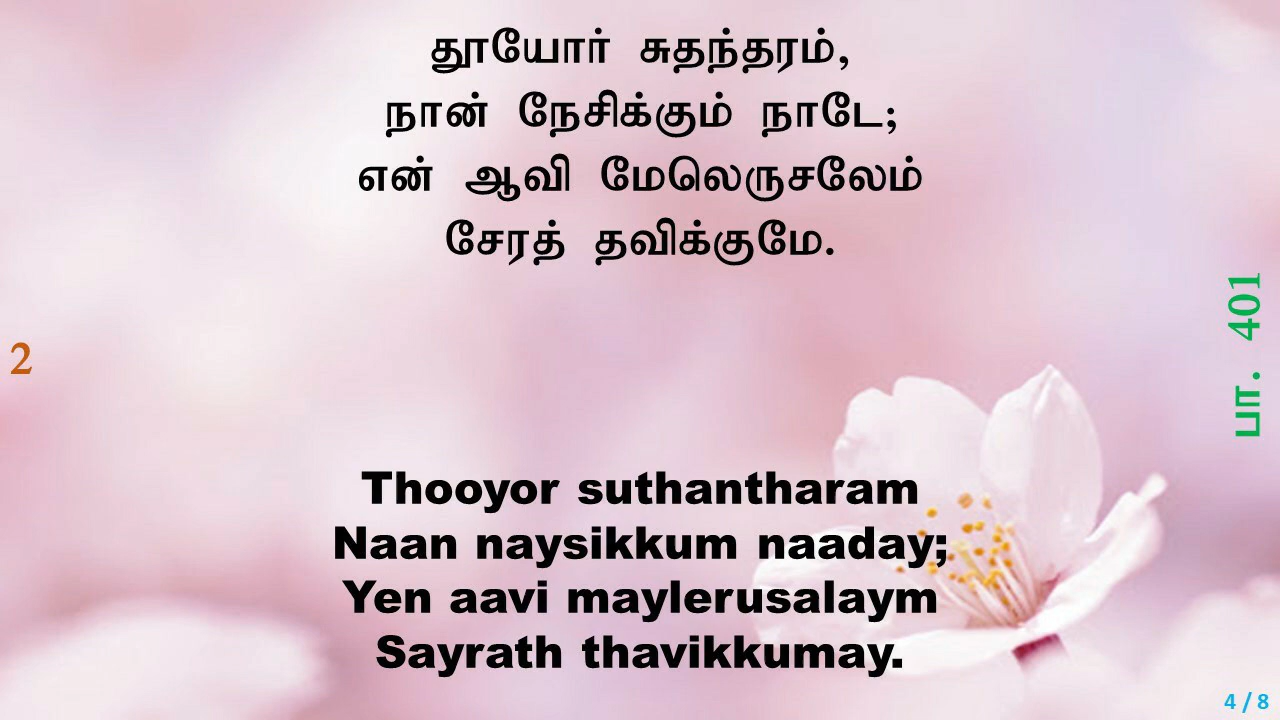 தூயோர் சுதந்தரம்,
நான் நேசிக்கும் நாடே;
என் ஆவி மேலெருசலேம்
சேரத் தவிக்குமே.
2
பா. 401
Thooyor suthantharam
Naan naysikkum naaday;
Yen aavi maylerusalaym
Sayrath thavikkumay.
4 / 8